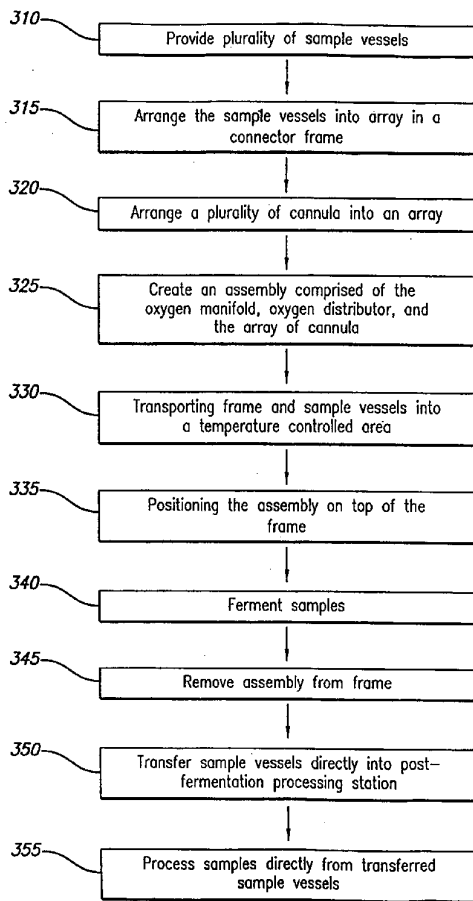 310
Provide plurality of sample vessels
315
Arrange the sample vessels into array in a
connector frame
320
Arrange a plurality of cannula into an array
325
Create an assembly comprised of the
oxygen manifold, oxygen distributor, and
the array of cannula
330
Transporting frame and sample vessels into
a temperature controlled area
335
Positioning the assembly on top of the
frame
340
Ferment samples
345
Remove assembly from frame
350
Transfer sample vessels directly into post-
fermentation processing station
355
Process samples directly from transferred
sample vessels